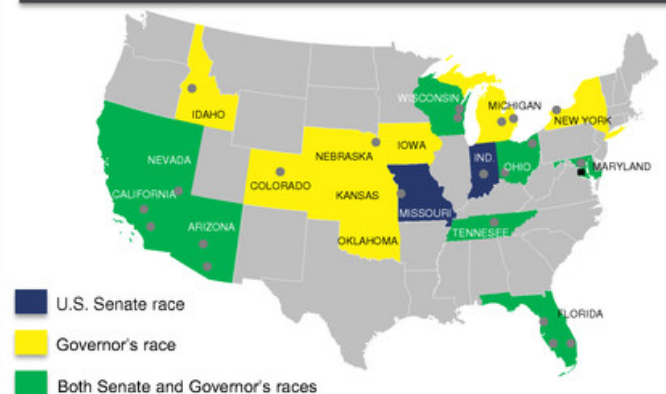 WISCONSIN
MICHIGAN
IDAHO
NEW YORK
NEVADA
NEBRASKA
IOWA
IND.
OHIO
MARYLAND
COLORADO
CALIFORNIA
KANSAS
MISSOURI
ARIZONA
TENNESEE
OKLAHOMA
U.S. Senate race
FLORIDA
Governor's race
Both Senate and Governor's races